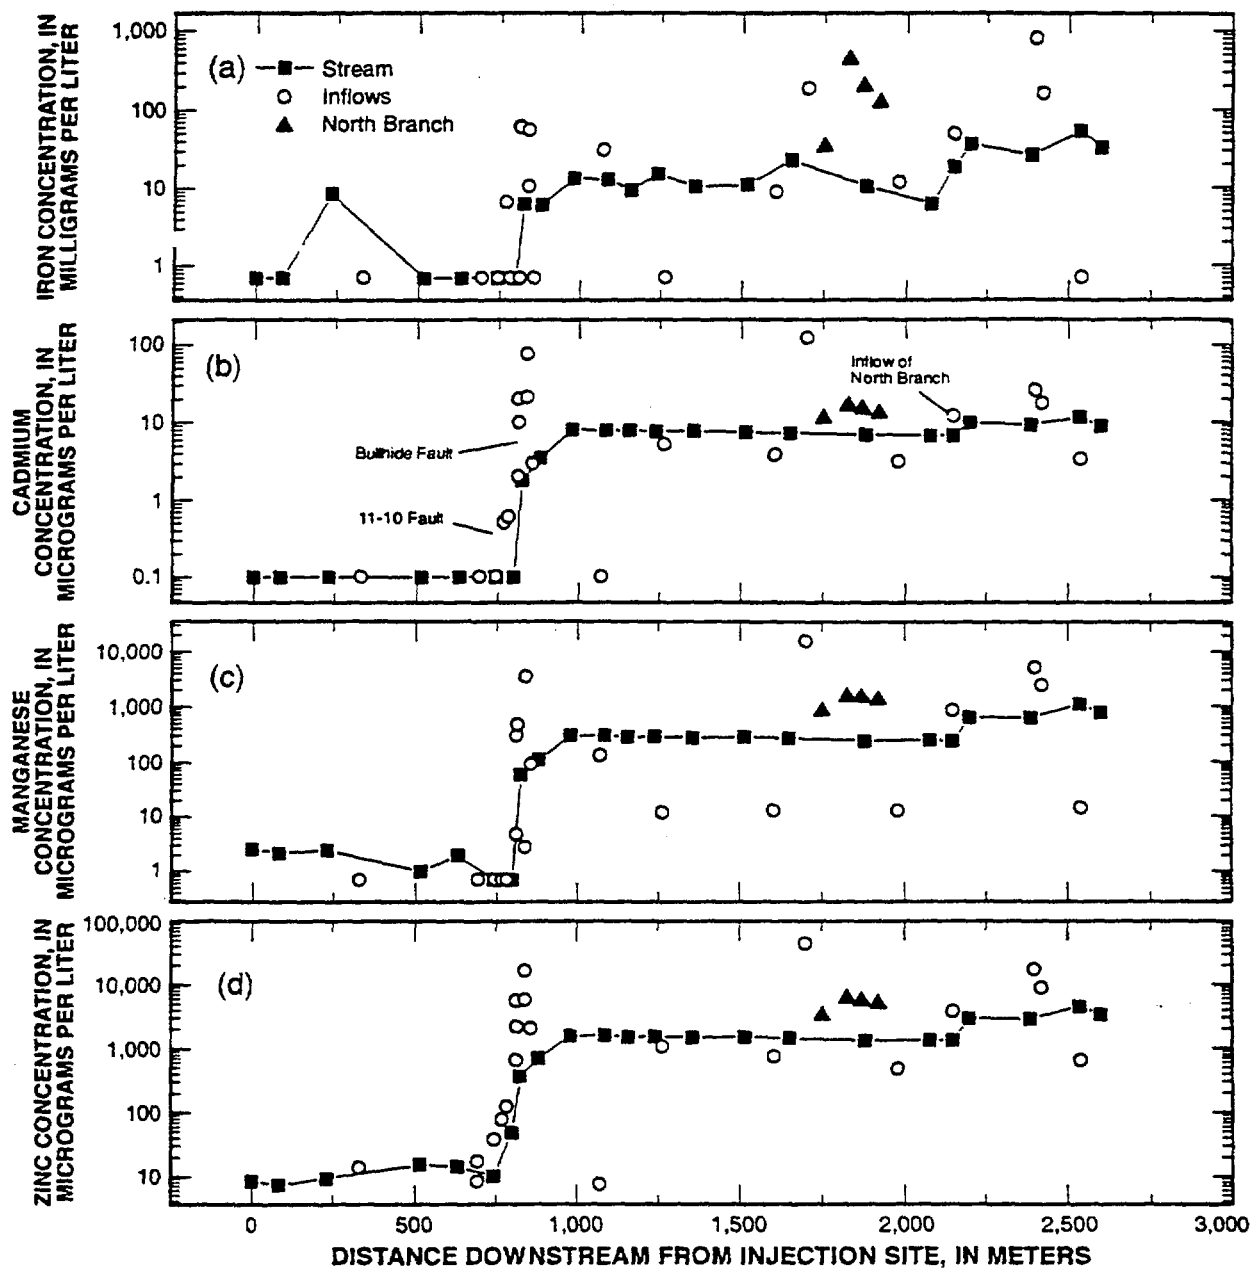 IRON CONCENTRATION, IN
MILLIGRAMS PER LITER
1,000
100
10
1
(a)
Stream
Inflows
North Branch
CADMIUM
CONCENTRATION, IN
MICROGRAMS PER LITER
100
10
1
0.1
(b)
Bullhide Fault
11-10 Fault
Inflow of
North Branch
MANGANESE
CONCENTRATION, IN
MICROGRAMS PER LITER
10,000
1,000
100
10
1
(c)
ZINC CONCENTRATION, IN
MICROGRAMS PER LITER
100,000
10,000
1,000
100
10
(d)
0 500 1,000 1,500 2,000 2,500 3,000
DISTANCE DOWNSTREAM FROM INJECTION SITE, IN METERS